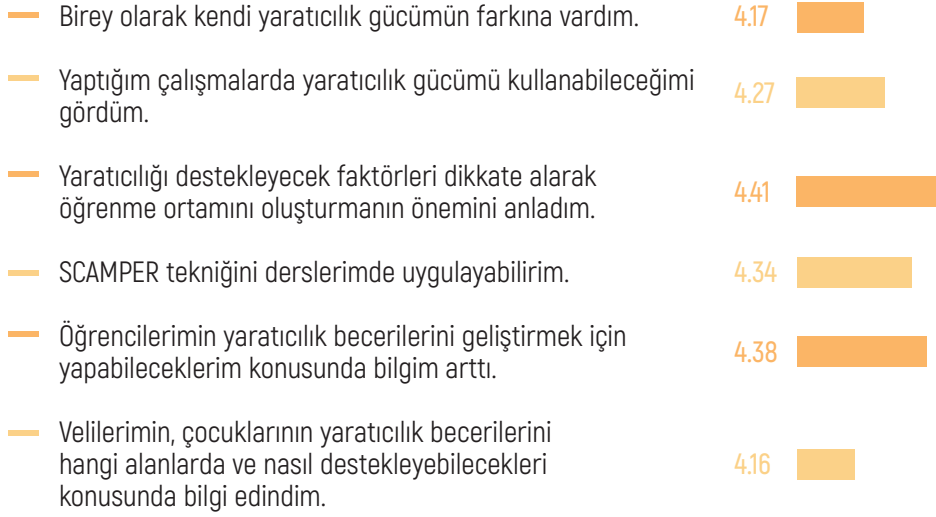 Birey olarak kendi yaratıcılık gücümün farkına vardım. 4.17
Yaptığım çalışmalarda yaratıcılık gücümü kullanabileceğimi
gördüm. 4.27
Yaratıcılığı destekleyecek faktörleri dikkate alarak
öğrenme ortamını oluşturmanın önemini anladım. 4.41
SCAMPER tekniğini derslerimde uygulayabilirim. 4.34
Öğrencilerimin yaratıcılık becerilerini geliştirmek için
yapabileceklerim konusunda bilgim arttı. 4.38
Velilerimin, çocuklarının yaratıcılık becerilerini
hangi alanlarda ve nasıl destekleyebilecekleri 4.16
konusunda bilgi edindim.